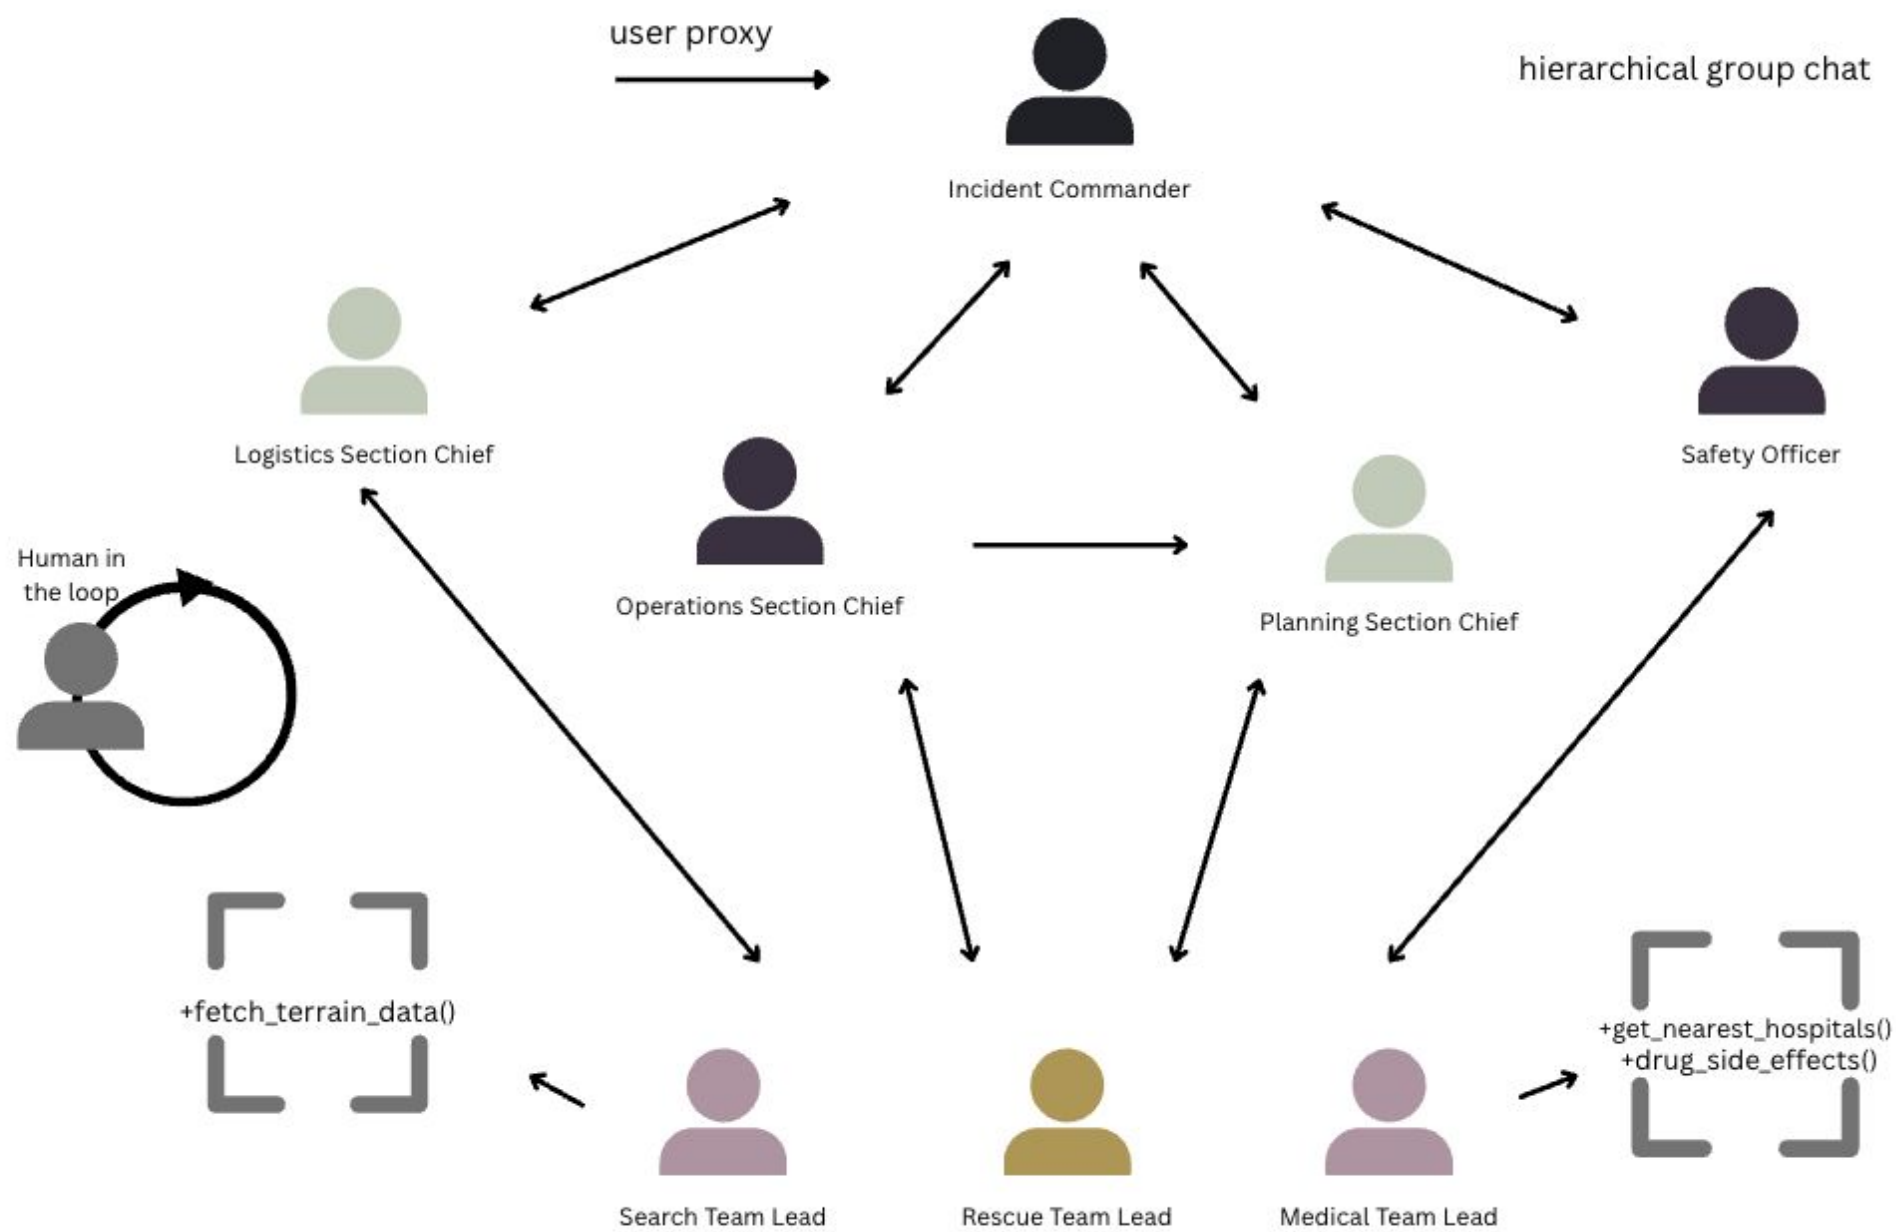 user proxy
hierarchical group chat
Incident Commander
Logistics Section Chief
Safety Officer
Human in
the loop
Operations Section Chief
Planning Section Chief
+fetch_terrain_data()
+get_nearest_hospitals()
+drug_side_effects()
Search Team Lead
Rescue Team Lead
Medical Team Lead